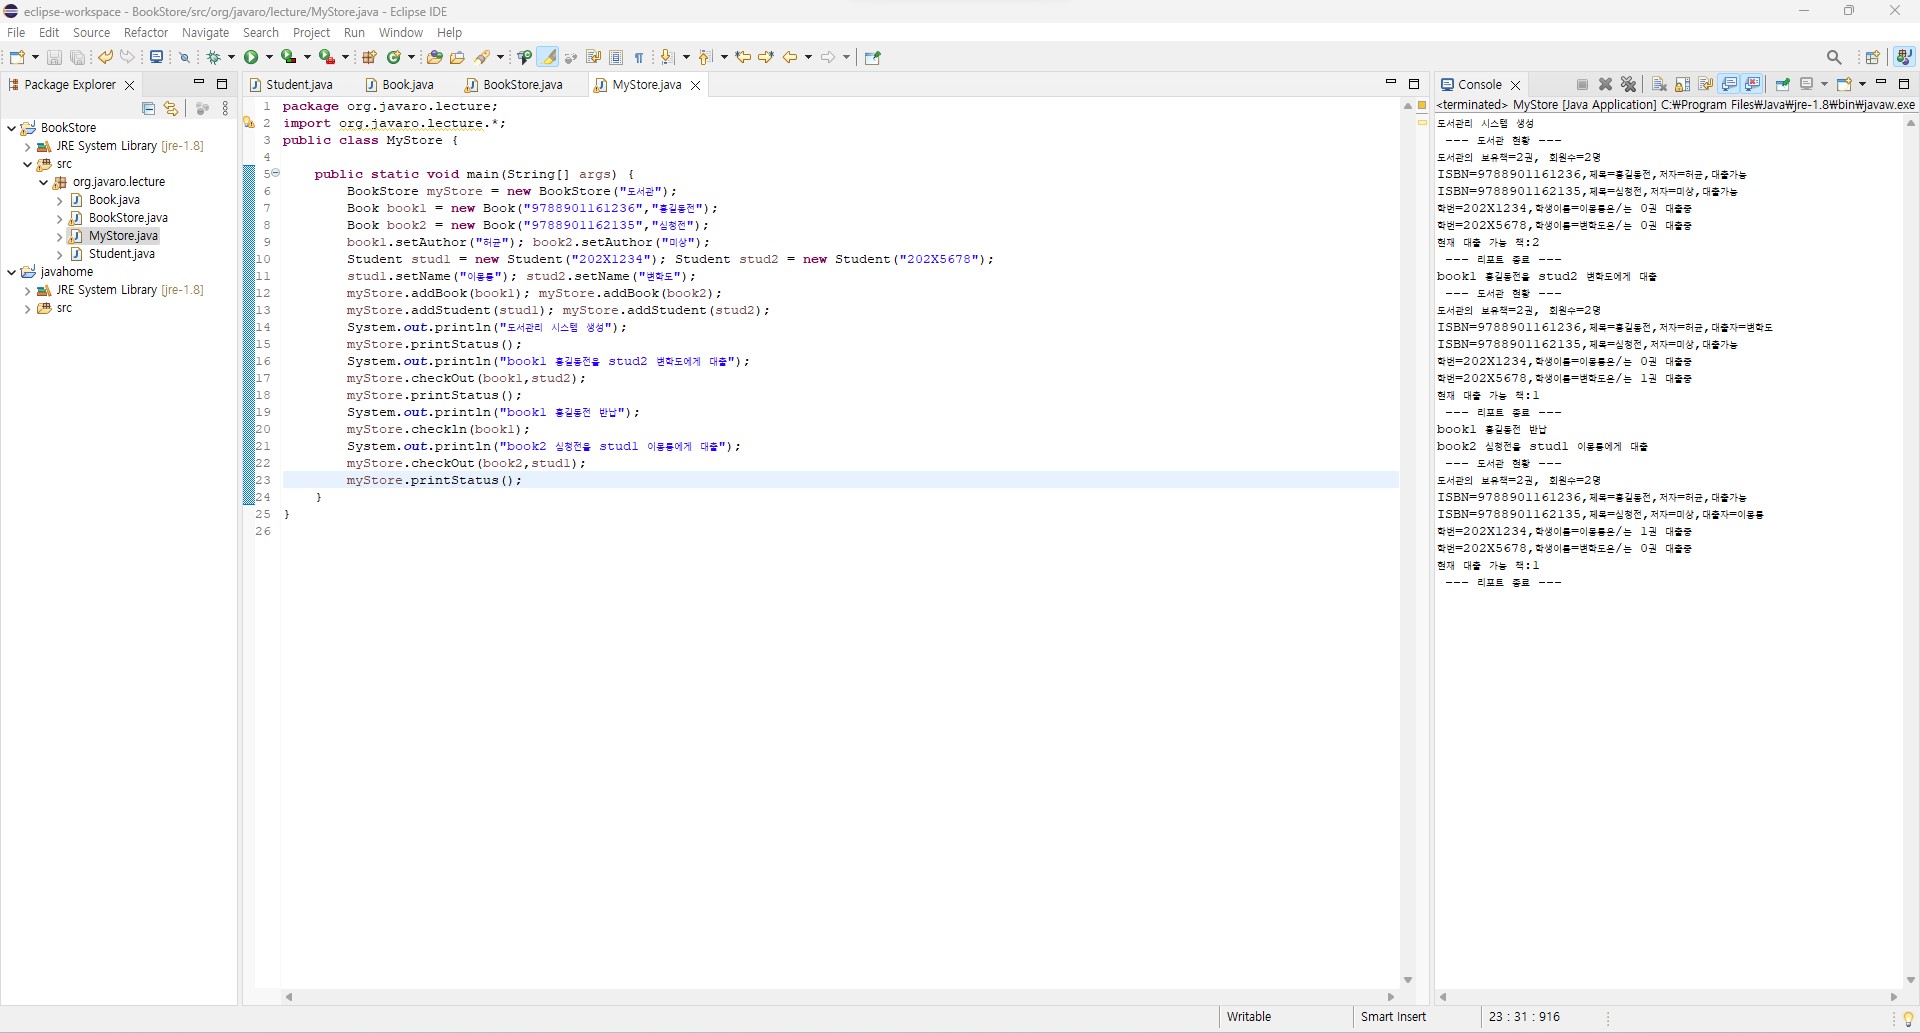 eclipse-workspace - BookStore/src/org/javaro/lecture/MyStore.java - Eclipse IDE
File Edit Source Refactor Navigate Search Project Run Window Help
Package Explorer
BookStore
JRE System Library [jre-1.8]
src
org.javaro.lecture
Book.java
BookStore.java
MyStore.java
Student.java
javahome
JRE System Library [jre-1.8]
src
Student.java Book.java BookStore.java MyStore.java
1 package org.javaro.lecture;
2 import org.javaro.lecture.*;
3 public class MyStore {
4
5 public static void main(String[] args) {
6 BookStore myStore = new BookStore("도서관");
7 Book book1 = new Book("9788901161236","홍길동전");
8 Book book2 = new Book("9788901162135","심청전");
9 book1.setAuthor("허균"); book2.setAuthor("미상");
10 Student stud1 = new Student("202X1234"); Student stud2 = new Student("202X5678");
11 stud1.setName("이몽룡"); stud2.setName("변학도");
12 myStore.addBook(book1); myStore.addBook(book2);
13 myStore.addStudent(stud1); myStore.addStudent(stud2);
14 System.out.println("도서관리 시스템 생성");
15 myStore.printStatus();
16 System.out.println("book1 홍길동전을 stud2 변학도에게 대출");
17 myStore.checkOut(book1,stud2);
18 myStore.printStatus();
19 System.out.println("book1 홍길동전 반납");
20 myStore.checkln(book1);
21 System.out.println("book2 심청전을 stud1 이몽룡에게 대출");
22 myStore.checkOut(book2,stud1);
23 myStore.printStatus();
24 }
25 }
26
Console
<terminated> MyStore [Java Application] C:₩Program Files₩Java₩jre-1.8₩bin₩javaw.exe
도서관리 시스템 생성
--- 도서관 현황 ---
도서관의 보유책=2권, 회원수=2명
ISBN=9788901161236,제목=홍길동전,저자=허균,대출가능
ISBN=9788901162135,제목=심청전,저자=미상,대출가능
학번=202X1234,학생이름=이몽룡은/는 0권 대출중
학번=202X5678,학생이름=변학도은/는 0권 대출중
현재 대출 가능 책:2
--- 리포트 종료 ---
book1 홍길동전을 stud2 변학도에게 대출
--- 도서관 현황 ---
도서관의 보유책=2권, 회원수=2명
ISBN=9788901161236,제목=홍길동전,저자=허균,대출자=변학도
ISBN=9788901162135,제목=심청전,저자=미상,대출가능
학번=202X1234,학생이름=이몽룡은/는 0권 대출중
학번=202X5678,학생이름=변학도은/는 1권 대출중
현재 대출 가능 책:1
--- 리포트 종료 ---
book1 홍길동전 반납
book2 심청전을 stud1 이몽룡에게 대출
--- 도서관 현황 ---
도서관의 보유책=2권, 회원수=2명
ISBN=9788901161236,제목=홍길동전,저자=허균,대출가능
ISBN=9788901162135,제목=심청전,저자=미상,대출자=이몽룡
학번=202X1234,학생이름=이몽룡은/는 1권 대출중
학번=202X5678,학생이름=변학도은/는 0권 대출중
현재 대출 가능 책:1
--- 리포트 종료 ---
Writable Smart Insert 23 : 31 : 916